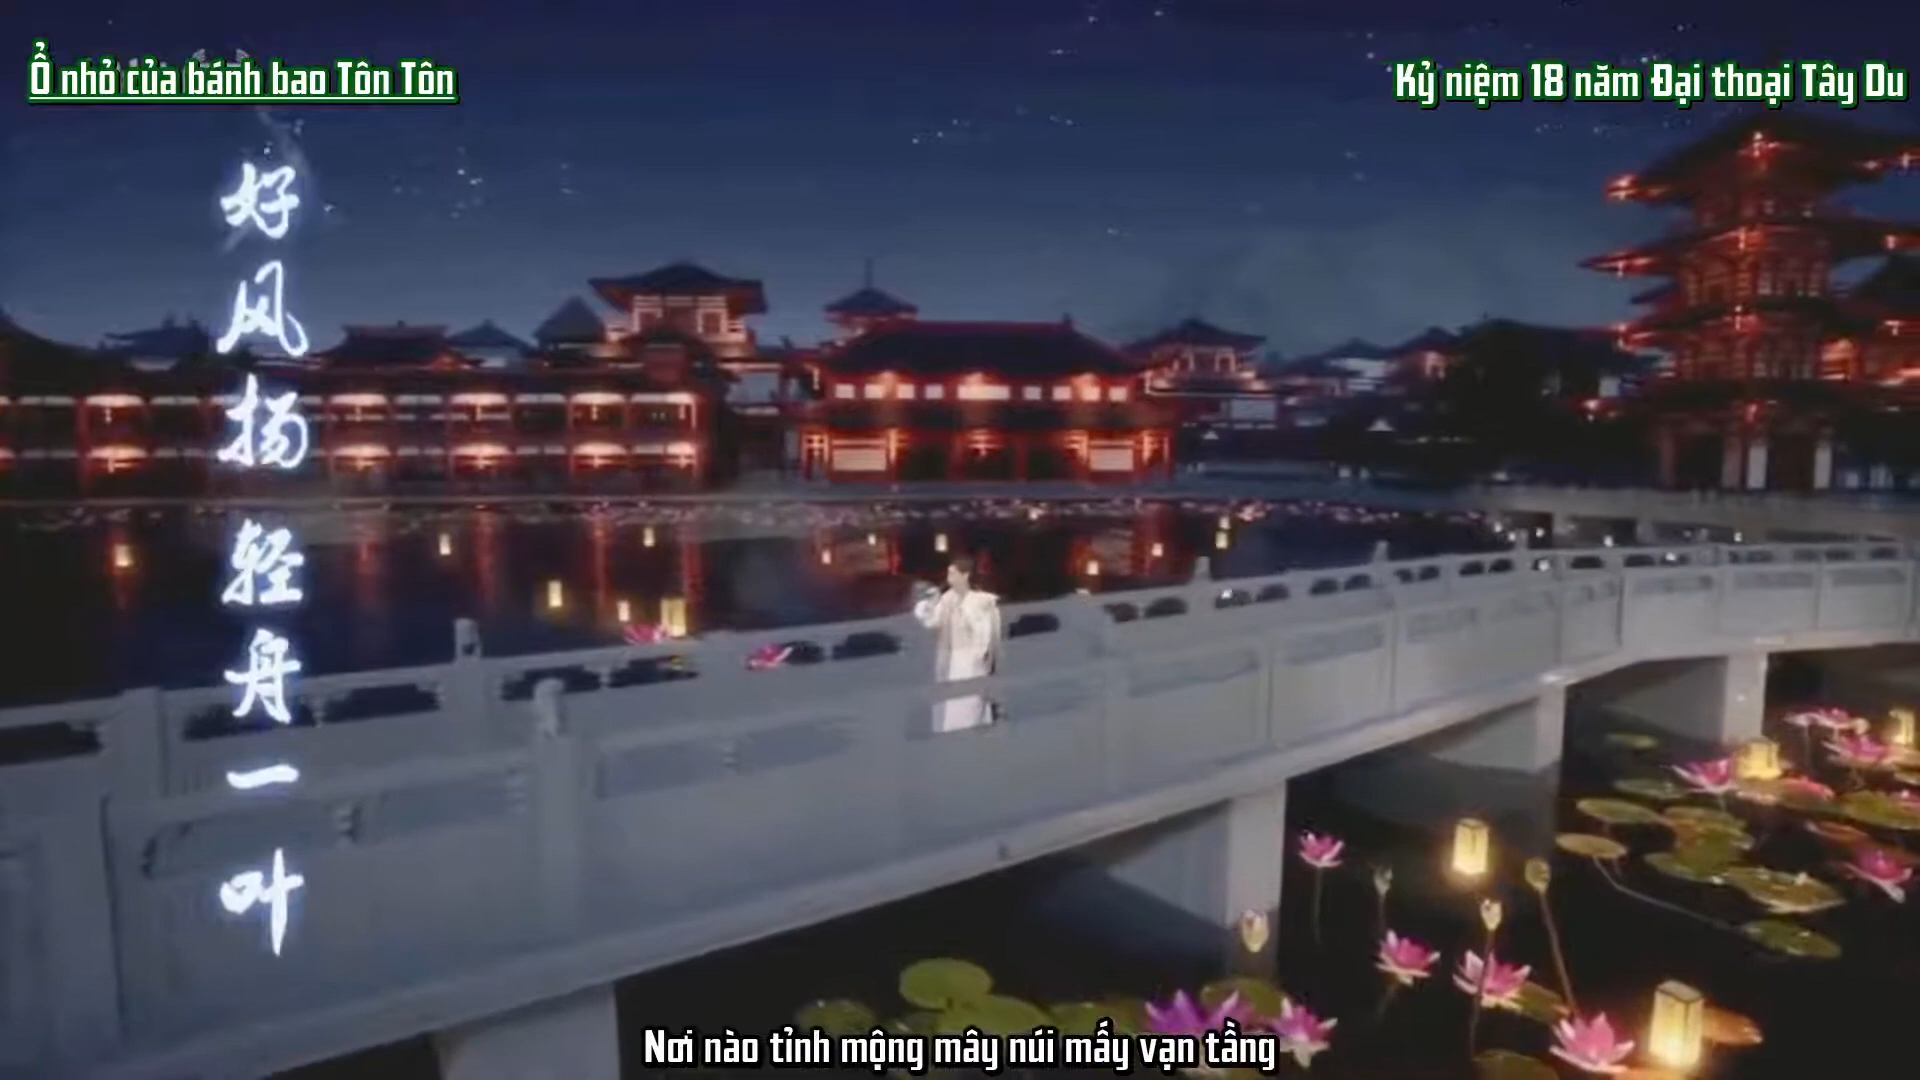 Ổ nhỏ của bánh bao Tôn Tôn
Kỷ niệm 18 năm Đại thoại Tây Du
好风扬轻舟一叶
Nơi nào tỉnh mộng mây núi mấy vạn tầng